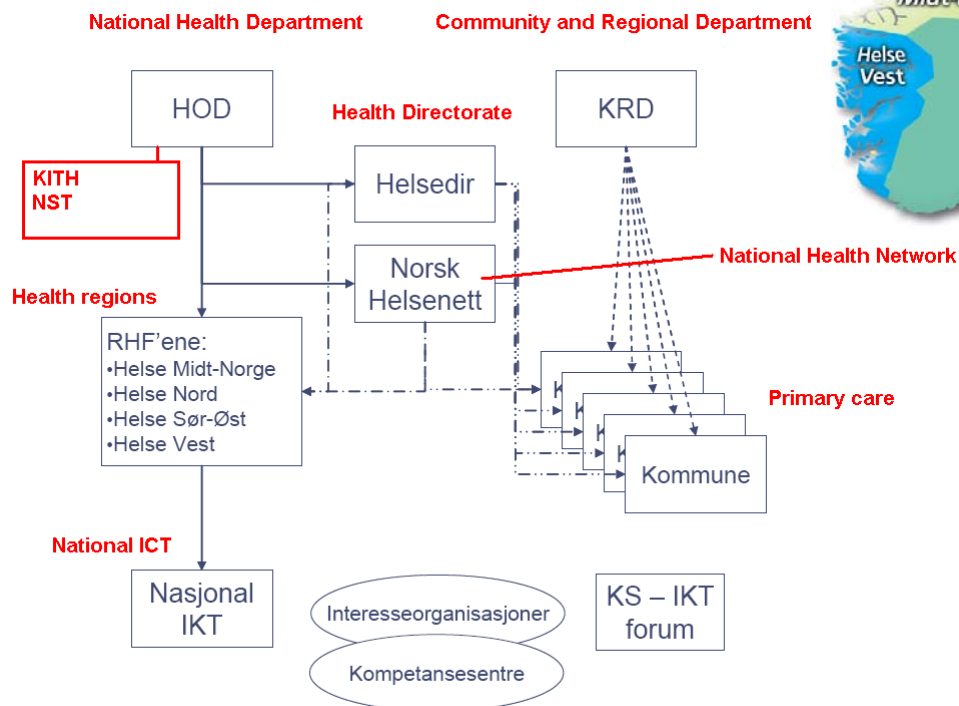 National Health Department
Community and Regional Department
Helse
Vest
HOD
Health Directorate
KRD
KITH
NST
Helsedir
Norsk
Helsenett
National Health Network
Health regions
RHF'ene:
•Helse Midt-Norge
•Helse Nord
•Helse Sør-Øst
•Helse Vest
K
K
K
K
Primary care
Kommune
National ICT
Nasjonal
IKT
Interesseorganisasjoner
Kompetansesentre
KS – IKT
forum